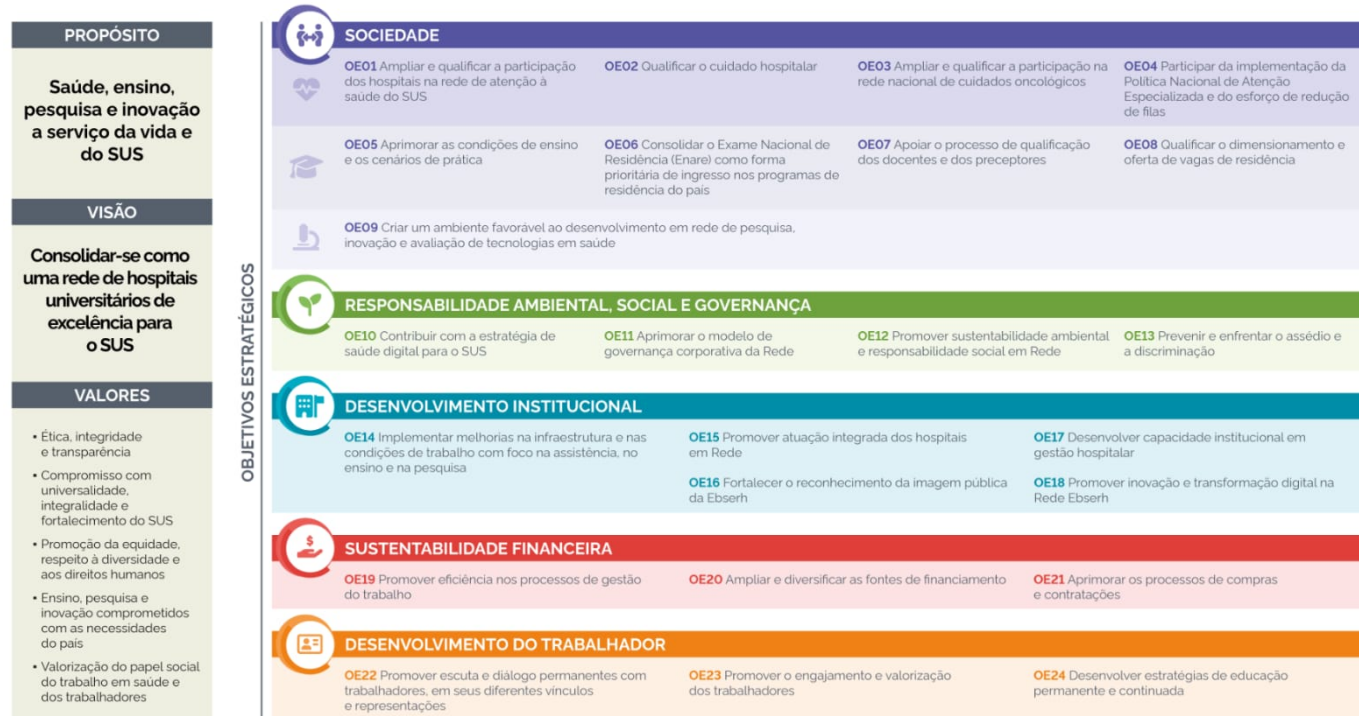 PROPÓSITO
Saúde, ensino,
pesquisa e inovação
a serviço da vida e
do SUS
VISÃO
Consolidar-se como
uma rede de hospitais
universitários de
excelência para
o SUS
VALORES
• Ética, integridade
e transparência
• Compromisso com
universalidade,
integralidade e
fortalecimento do SUS
• Promoção da equidade,
respeito à diversidade e
aos direitos humanos
• Ensino, pesquisa e
inovação comprometidos
com as necessidades
do país
• Valorização do papel social
do trabalho em saúde e
dos trabalhadores
OBJETIVOS ESTRATÉGICOS
SOCIEDADE
OE01 Ampliar e qualificar a participação
dos hospitais na rede de atenção à
saúde do SUS
OE02 Qualificar o cuidado hospitalar
OE03 Ampliar e qualificar a participação na
rede nacional de cuidados oncológicos
OE04 Participar da implementação da
Política Nacional de Atenção
Especializada e do esforço de redução
de filas
OE05 Aprimorar as condições de ensino
e os cenários de prática
OE06 Consolidar o Exame Nacional de
Residência (Enare) como forma
prioritária de ingresso nos programas de
residência do país
OE07 Apoiar o processo de qualificação
dos docentes e dos preceptores
OE08 Qualificar o dimensionamento e
oferta de vagas de residência
OE09 Criar um ambiente favorável ao desenvolvimento em rede de pesquisa,
inovação e avaliação de tecnologias em saúde
RESPONSABILIDADE AMBIENTAL, SOCIAL E GOVERNANÇA
OE10 Contribuir com a estratégia de
saúde digital para o SUS
OE11 Aprimorar o modelo de
governança corporativa da Rede
OE12 Promover sustentabilidade ambiental
e responsabilidade social em Rede
OE13 Prevenir e enfrentar o assédio e
a discriminação
DESENVOLVIMENTO INSTITUCIONAL
OE14 Implementar melhorias na infraestrutura e nas
condições de trabalho com foco na assistência, no
ensino e na pesquisa
OE15 Promover atuação integrada dos hospitais
em Rede
OE16 Fortalecer o reconhecimento da imagem pública
da Ebserh
OE17 Desenvolver capacidade institucional em
gestão hospitalar
OE18 Promover inovação e transformação digital na
Rede Ebserh
$
SUSTENTABILIDADE FINANCEIRA
OE19 Promover eficiência nos processos de gestão
do trabalho
OE20 Ampliar e diversificar as fontes de financiamento
OE21 Aprimorar os processos de compras
e contratações
DESENVOLVIMENTO DO TRABALHADOR
OE22 Promover escuta e diálogo permanentes com
trabalhadores, em seus diferentes vínculos
e representações
OE23 Promover o engajamento e valorização
dos trabalhadores
OE24 Desenvolver estratégias de educação
permanente e continuada